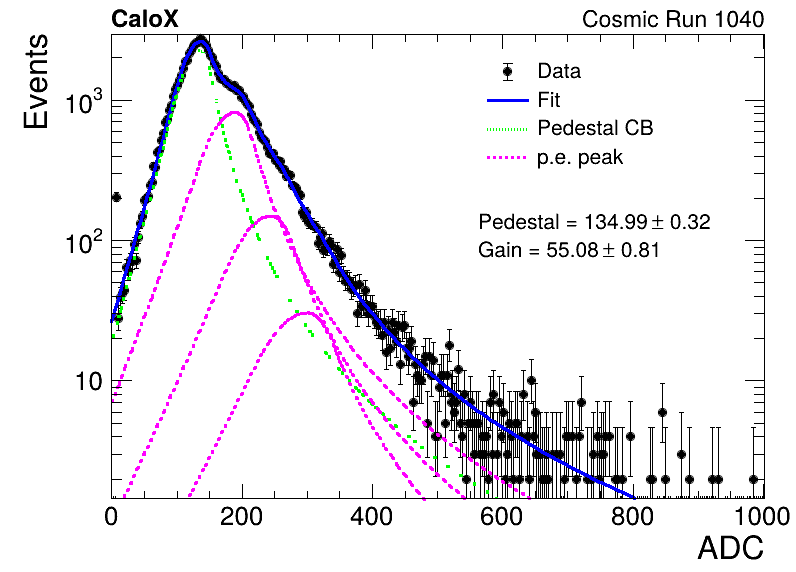 CaloX Cosmic Run 1040
Events
10³
10²
10
Data
Fit
Pedestal CB
p.e. peak
Pedestal = 134.99 ± 0.32
Gain = 55.08 ± 0.81
0 200 400 600 800 1000
ADC